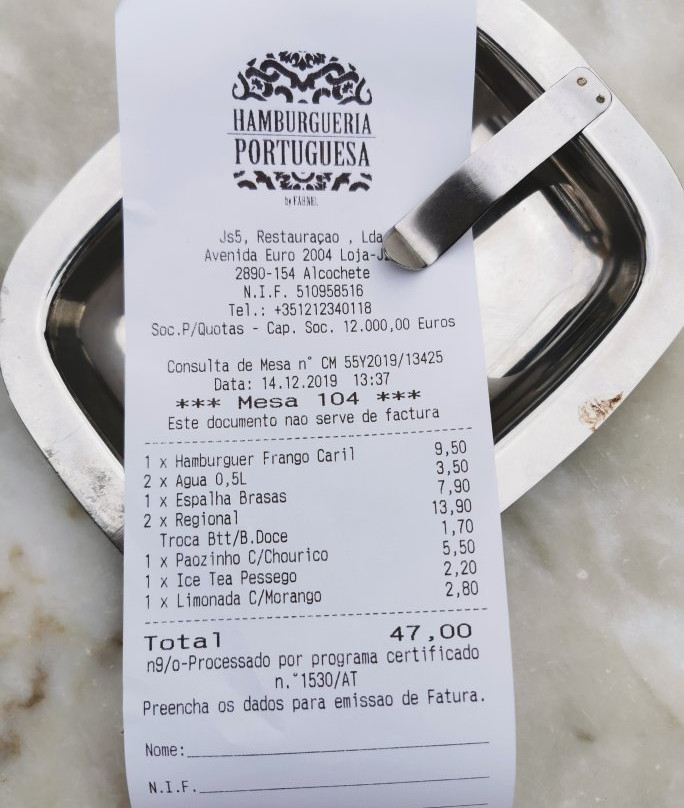 HAMBURGUERIA
PORTUGUESA
by FARNEL
Js5, Restauraçao , Lda
Avenida Euro 2004 Loja-J
2890-154 Alcochete
N.I.F. 510958516
Tel.: +351212340118
Soc.P/Quotas - Cap. Soc. 12.000,00 Euros
Consulta de Mesa n° CM 55Y2019/13425
Data: 14.12.2019 13:37
*** Mesa 104 ***
Este documento nao serve de factura
1 x Hamburguer Frango Caril 9,50
2 x Agua 0,5L 3,50
1 x Espalha Brasas 7,90
2 x Regional 13,90
Troca Btt/B.Doce 1,70
1 x Paozinho C/Chourico 5,50
1 x Ice Tea Pessego 2,20
1 x Limonada C/Morango 2,80
Total 47,00
n9/o-Processado por programa certificado
n.°1530/AT
Preencha os dados para emissao de Fatura.
Nome:
N.I.F.